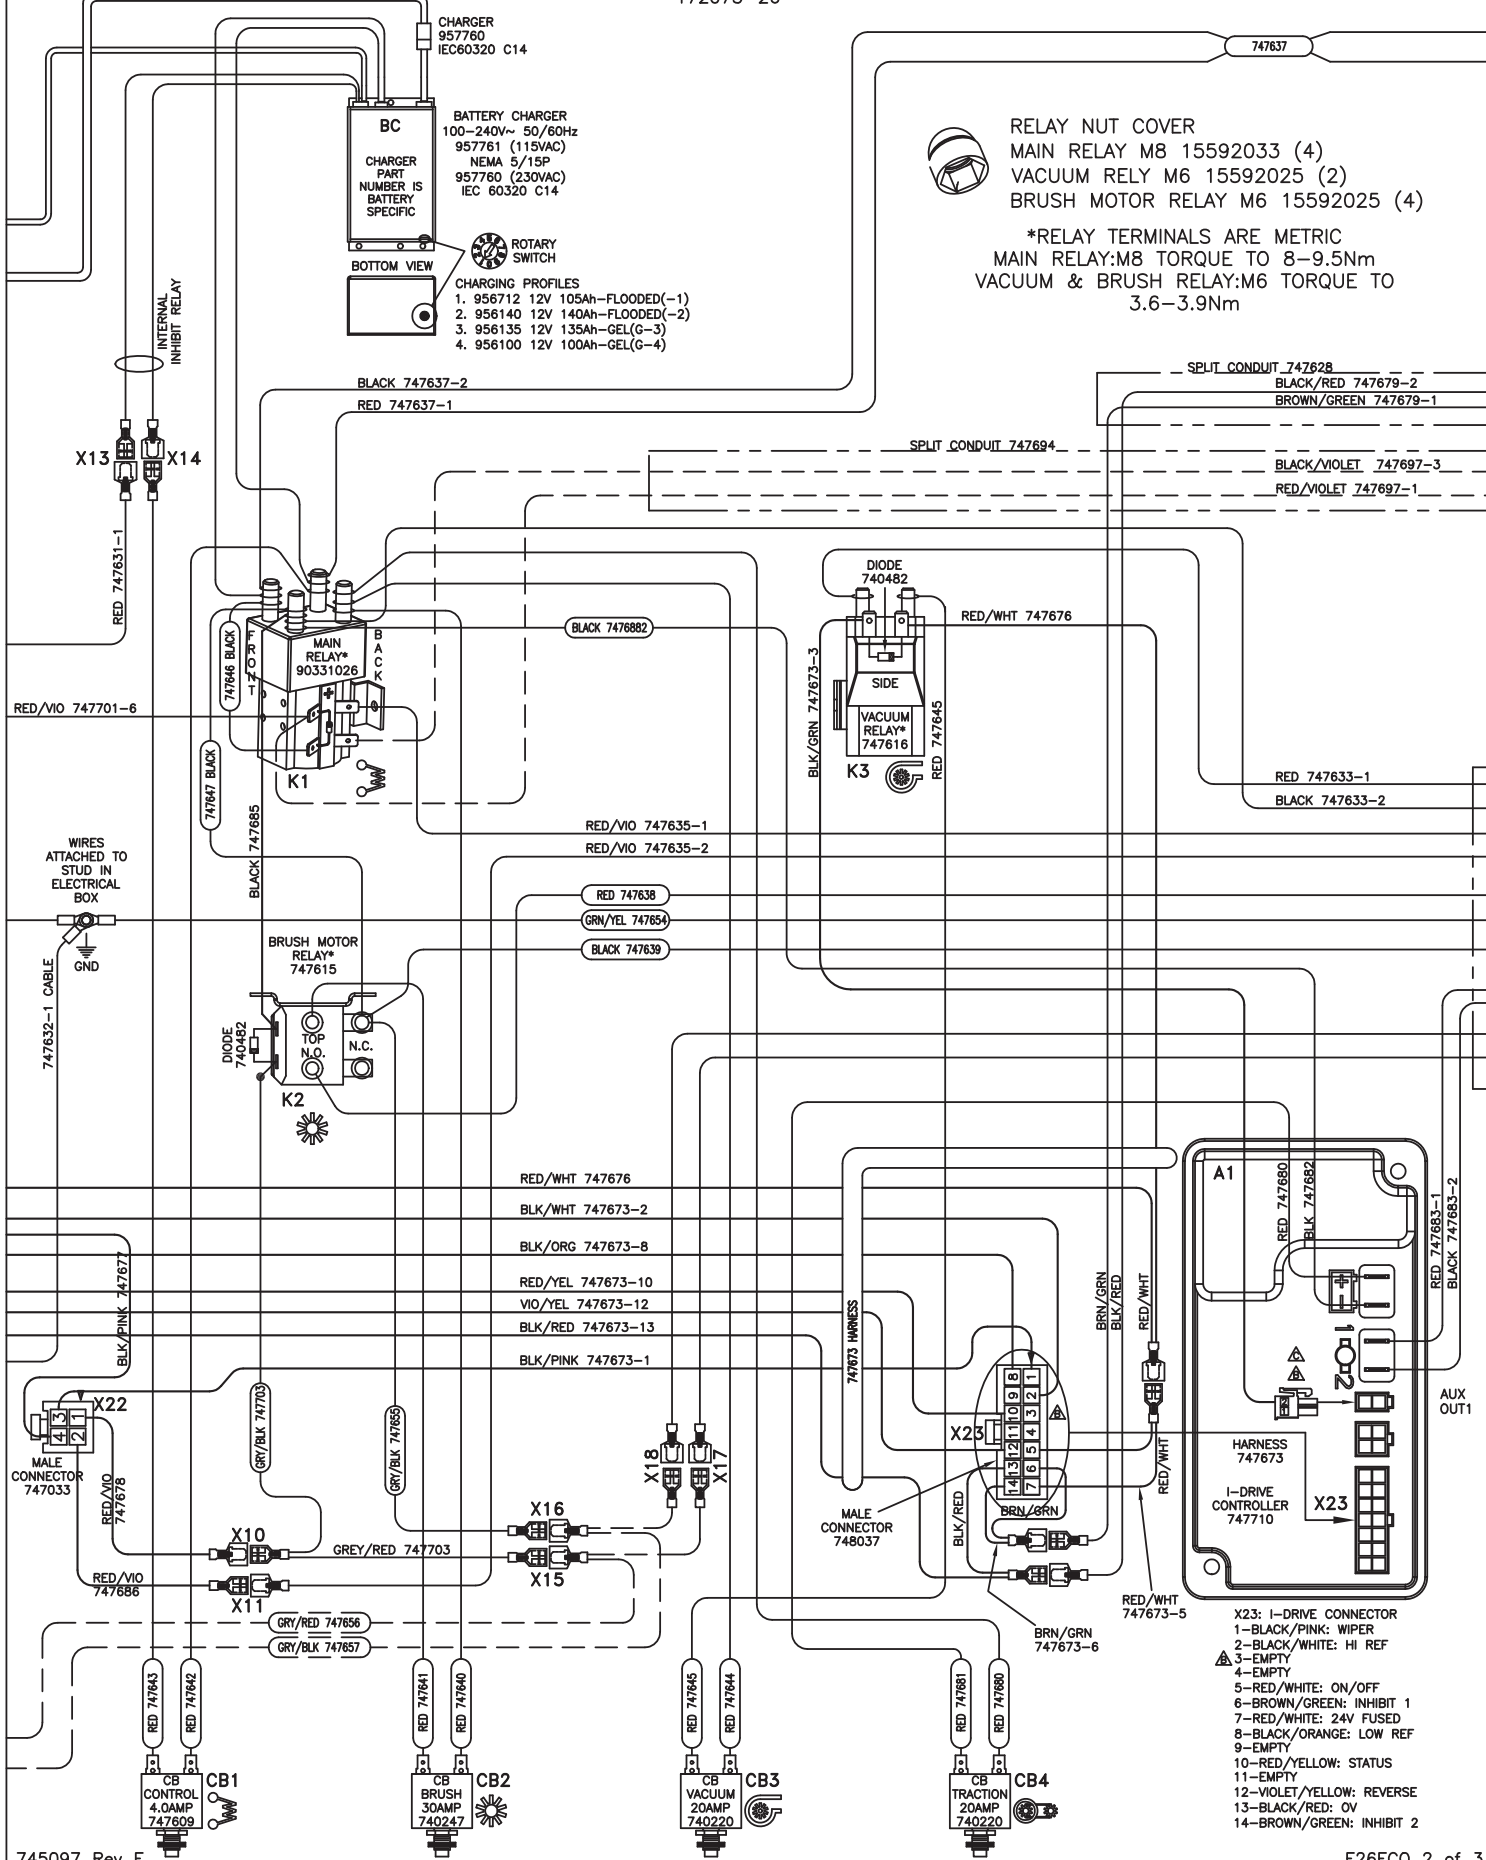 CHARGER
957760
IEC60320 C14
747637
BC
CHARGER
PART
NUMBER IS
BATTERY
SPECIFIC
BATTERY CHARGER
100-240V~ 50/60Hz
957761 (115VAC)
NEMA 5/15P
957760 (230VAC)
IEC 60320 C14
ROTARY
SWITCH
BOTTOM VIEW
CHARGING PROFILES
1. 956712 12V 105Ah-FLOODED(-1)
2. 956140 12V 140Ah-FLOODED(-2)
3. 956135 12V 135Ah-GEL(G-3)
4. 956100 12V 100Ah-GEL(G-4)
RELAY NUT COVER
MAIN RELAY M8 15592033 (4)
VACUUM RELY M6 15592025 (2)
BRUSH MOTOR RELAY M6 15592025 (4)
*RELAY TERMINALS ARE METRIC
MAIN RELAY:M8 TORQUE TO 8-9.5Nm
VACUUM & BRUSH RELAY:M6 TORQUE TO
3.6-3.9Nm
INTERNAL
INHIBIT RELAY
BLACK 747637-2
RED 747637-1
SPLIT CONDUIT 747628
BLACK/RED 747679-2
BROWN/GREEN 747679-1
SPLIT CONDUIT 747694
BLACK/VIOLET 747697-3
RED/VIOLET 747697-1
X13
X14
RED 747631-1
DIODE
740482
RED/WHT 747676
BLACK 7476882
747646 BLACK
FRONT
MAIN
RELAY*
90331026
BACK
K1
RED/VIO 747701-6
747647 BLACK
BLACK 747685
BLK/GRN 747673-3
SIDE
VACUUM
RELAY*
747616
K3
RED 747645
RED 747633-1
BLACK 747633-2
RED/VIO 747635-1
RED/VIO 747635-2
WIRES
ATTACHED TO
STUD IN
ELECTRICAL
BOX
GND
747632-1 CABLE
RED 747638
GRN/YEL 747654
BLACK 747639
BRUSH MOTOR
RELAY*
747615
DIODE
740482
TOP
N.O.
N.C.
K2
RED/WHT 747676
BLK/WHT 747673-2
BLK/ORG 747673-8
RED/YEL 747673-10
VIO/YEL 747673-12
BLK/RED 747673-13
BLK/PINK 747673-1
BLK/PINK 747677
747673 HARNESS
BRN/GRN
BLK/RED
RED/WHT
A1
RED 747680
BLK 747682
RED 747683-1
BLACK 747683-2
+
-
1
2
C
B
AUX
OUT1
HARNESS
747673
I-DRIVE
CONTROLLER
747710
X23
X22
3 1
4 2
MALE
CONNECTOR
747033
RED/VIO
747678
RED/VIO
747686
GRY/BLK 747703
GRY/BLK 747655
X10
X11
GREY/RED 747703
X16
X15
X18
X17
X23
8 1
9 2
10 3
11 4
12 5
13 6
14 7
B
MALE
CONNECTOR
748037
BRN/GRN
BLK/RED
RED/WHT
RED/WHT
747673-5
BRN/GRN
747673-6
GRY/RED 747656
GRY/BLK 747657
RED 747643
RED 747642
RED 747641
RED 747640
RED 747645
RED 747644
RED 747681
RED 747680
CB
CONTROL
4.0AMP
747609
CB1
CB
BRUSH
30AMP
740247
CB2
CB
VACUUM
20AMP
740220
CB3
CB
TRACTION
20AMP
740220
CB4
X23: I-DRIVE CONNECTOR
1-BLACK/PINK: WIPER
2-BLACK/WHITE: HI REF
B 3-EMPTY
4-EMPTY
5-RED/WHITE: ON/OFF
6-BROWN/GREEN: INHIBIT 1
7-RED/WHITE: 24V FUSED
8-BLACK/ORANGE: LOW REF
9-EMPTY
10-RED/YELLOW: STATUS
11-EMPTY
12-VIOLET/YELLOW: REVERSE
13-BLACK/RED: OV
14-BROWN/GREEN: INHIBIT 2
745097 Rev F
F26ECO 2 of 3